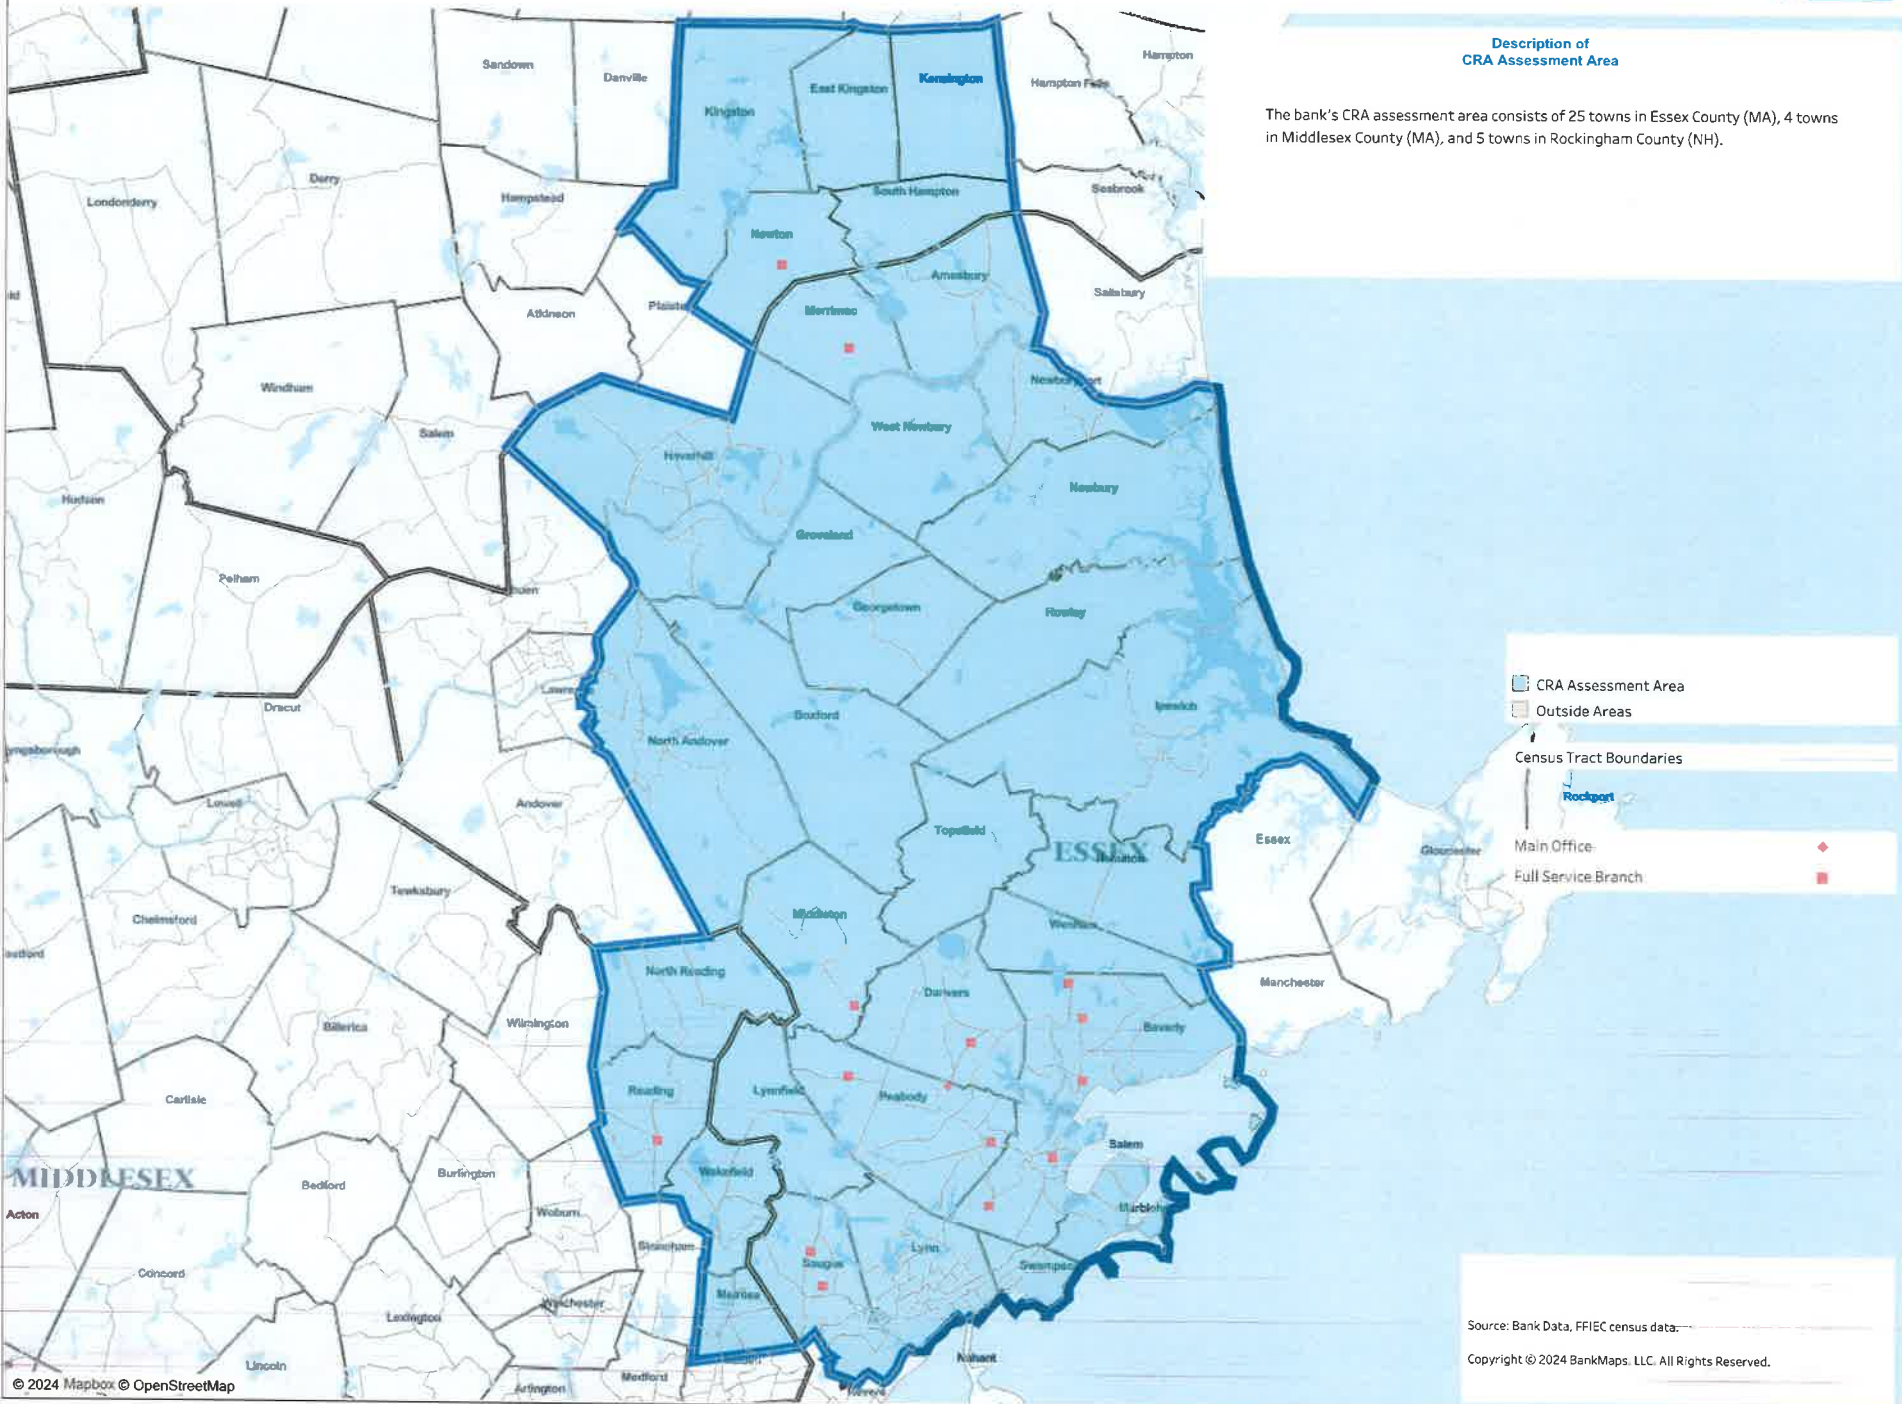 Description of
CRA Assessment Area
The bank's CRA assessment area consists of 25 towns in Essex County (MA), 4 towns
in Middlesex County (MA), and 5 towns in Rockingham County (NH).
Sandown
Danville
Kingston
East Kingston
Kensington
Hampton Falls
Hampton
Londonderry
Derry
Hampstead
South Hampton
Seabrook
Newton
Amesbury
Salisbury
Atkinson
Merrimac
Windham
Salem
West Newbury
Haverhill
Hudson
Newbury
Groveland
Pelham
Georgetown
Rowley
Dracut
Boxford
Ipswich
North Andover
Lowell
Andover
Topsfield
ESSEX
Essex
Gloucester
Rockport
Tewksbury
Chelmsford
Middleton
Wenham
North Reading
Danvers
Manchester
Billerica
Wilmington
Beverly
Carlisle
Reading
Lynnfield
Peabody
Salem
MIDDLESEX
Bedford
Burlington
Wakefield
Acton
Woburn
Stoneham
Lynn
Concord
Saugus
Melrose
Winchester
Lexington
Lincoln
Nahant
Arlington
Medford
Revere
CRA Assessment Area
Outside Areas
Census Tract Boundaries
Main Office
Full Service Branch
Source: Bank Data, FFIEC census data.
Copyright © 2024 BankMaps. LLC. All Rights Reserved.
© 2024 Mapbox © OpenStreetMap